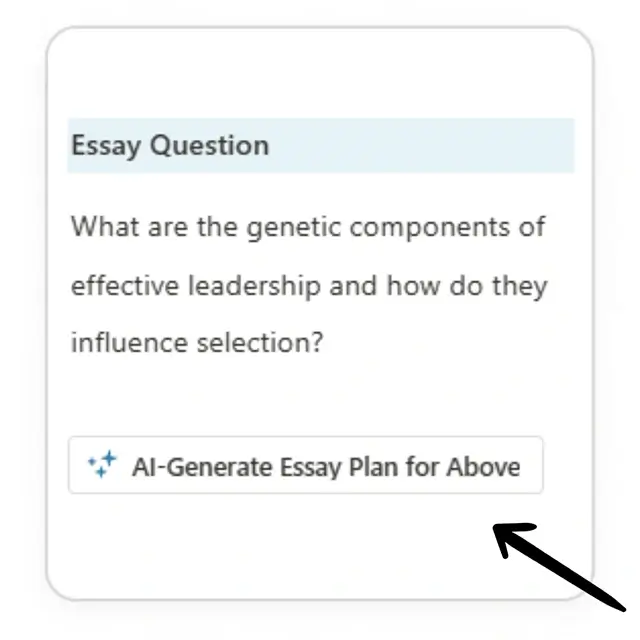 Essay Question
What are the genetic components of
effective leadership and how do they
influence selection?
AI-Generate Essay Plan for Above